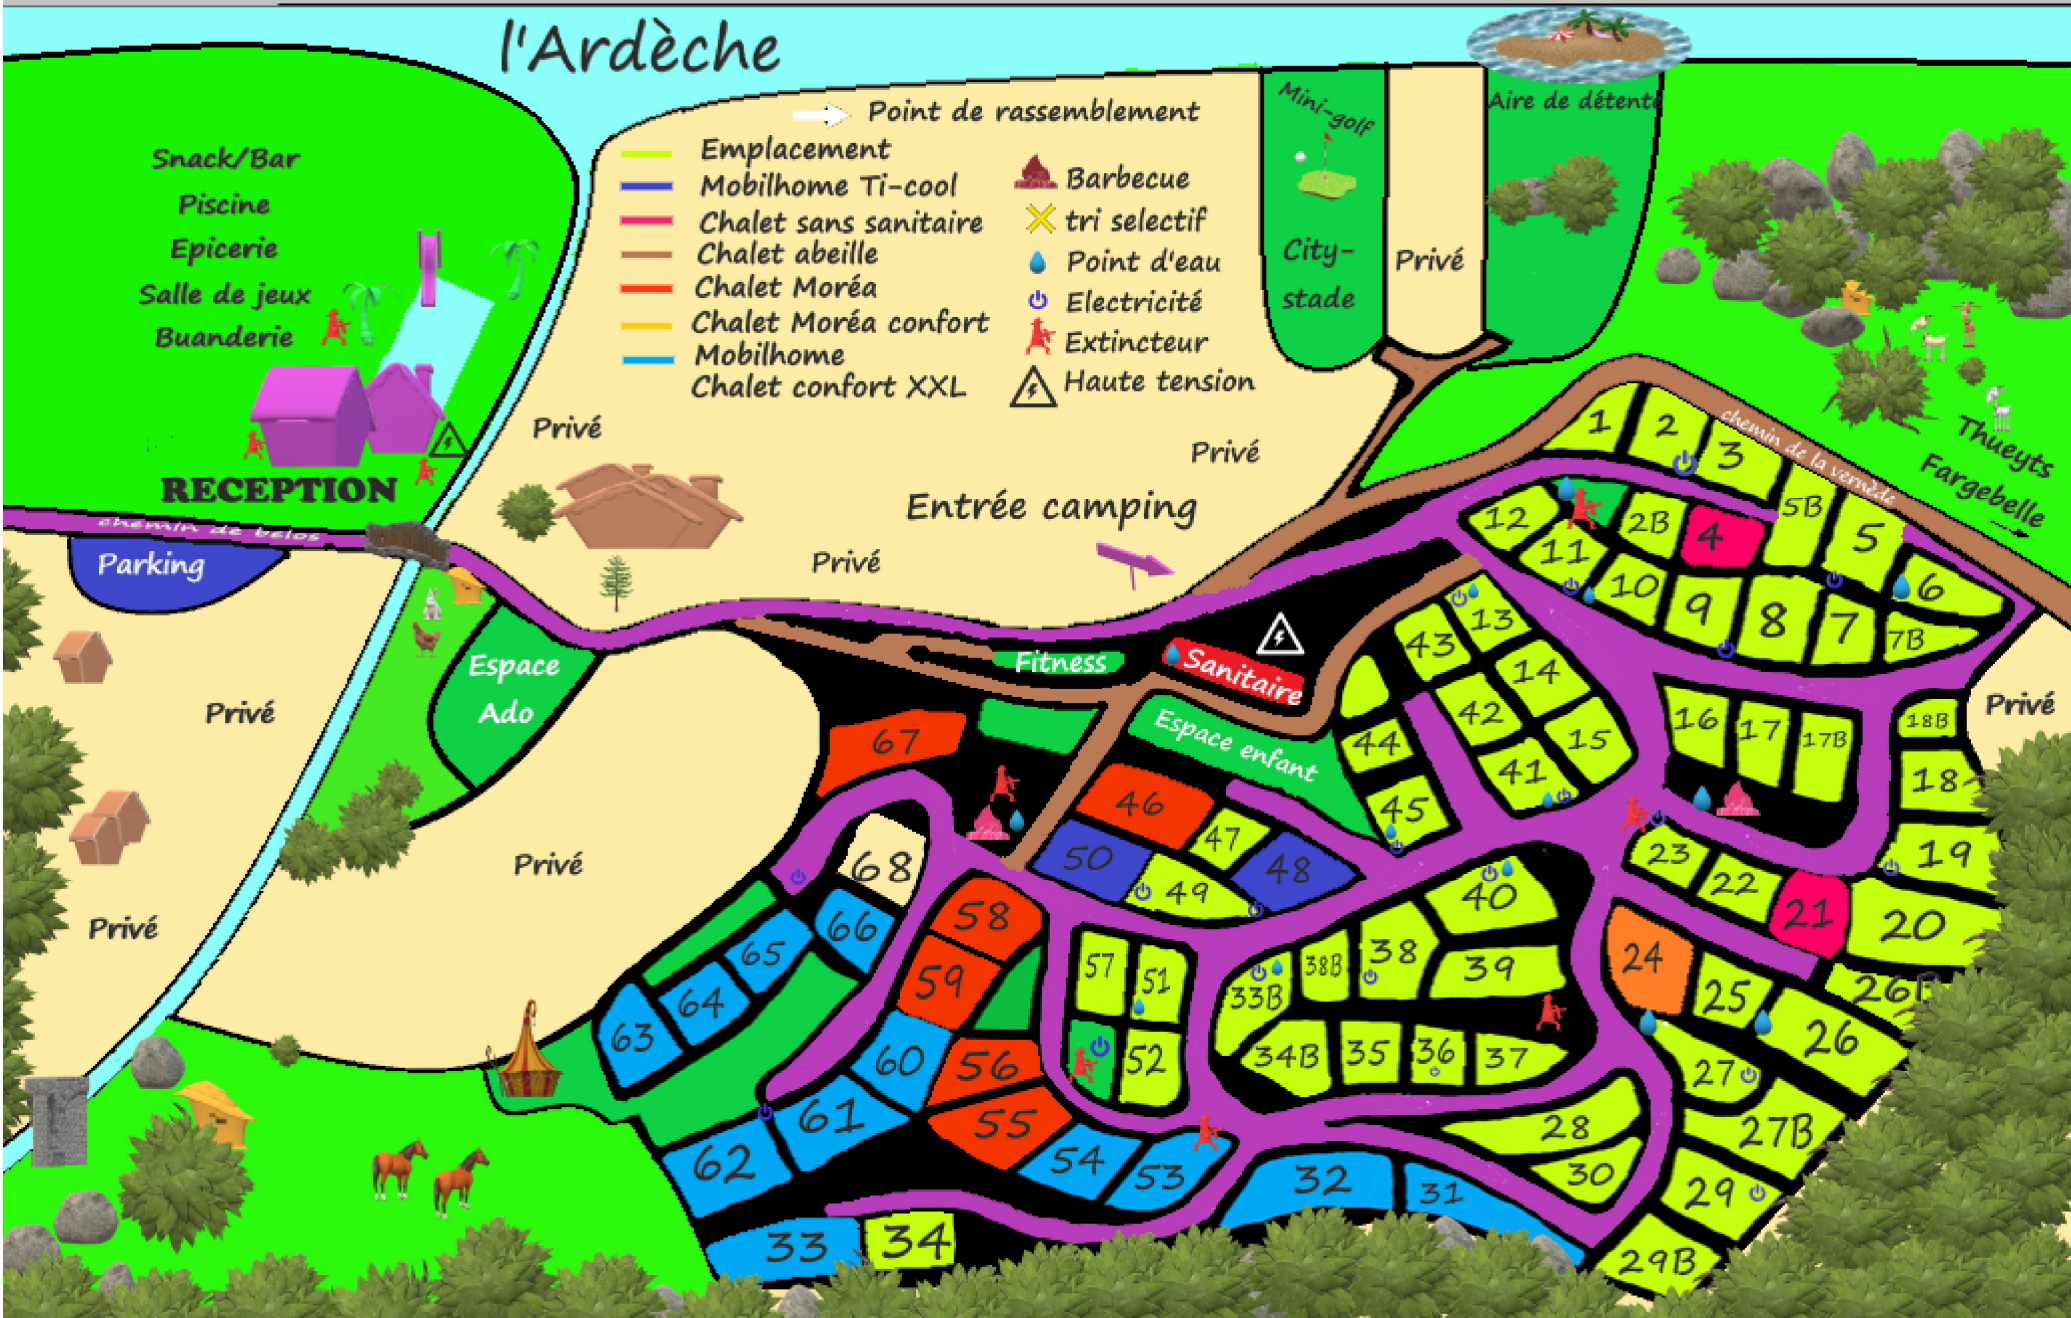 l'Ardèche
Snack/Bar
Piscine
Epicerie
Salle de jeux
Buanderie
RECEPTION
chemin de belos
Parking
Point de rassemblement
Emplacement
Mobilhome Ti-cool
Chalet sans sanitaire
Chalet abeille
Chalet Moréa
Chalet Moréa confort
Mobilhome
Chalet confort XXL
Barbecue
tri selectif
Point d'eau
Electricité
Extincteur
Haute tension
Mini-golf
City-
stade
Privé
Aire de détente
Privé
Privé
Privé
Entrée camping
chemin de la vernède
Thueyts
Fargebelle
Espace
Ado
Privé
Privé
Privé
Privé
Fitness
Sanitaire
Espace enfant
1
2
3
5B
5
6
12
11
2B
4
10
9
8
7
7B
43
13
14
42
44
15
41
45
16
17
17B
18B
18
19
20
23
22
21
24
25
26B
26
27
27B
28
30
29
29B
67
68
46
47
50
49
48
40
38
38B
39
33B
34B
35
36
37
57
51
52
58
59
66
65
64
63
60
56
61
55
62
54
53
32
31
33
34